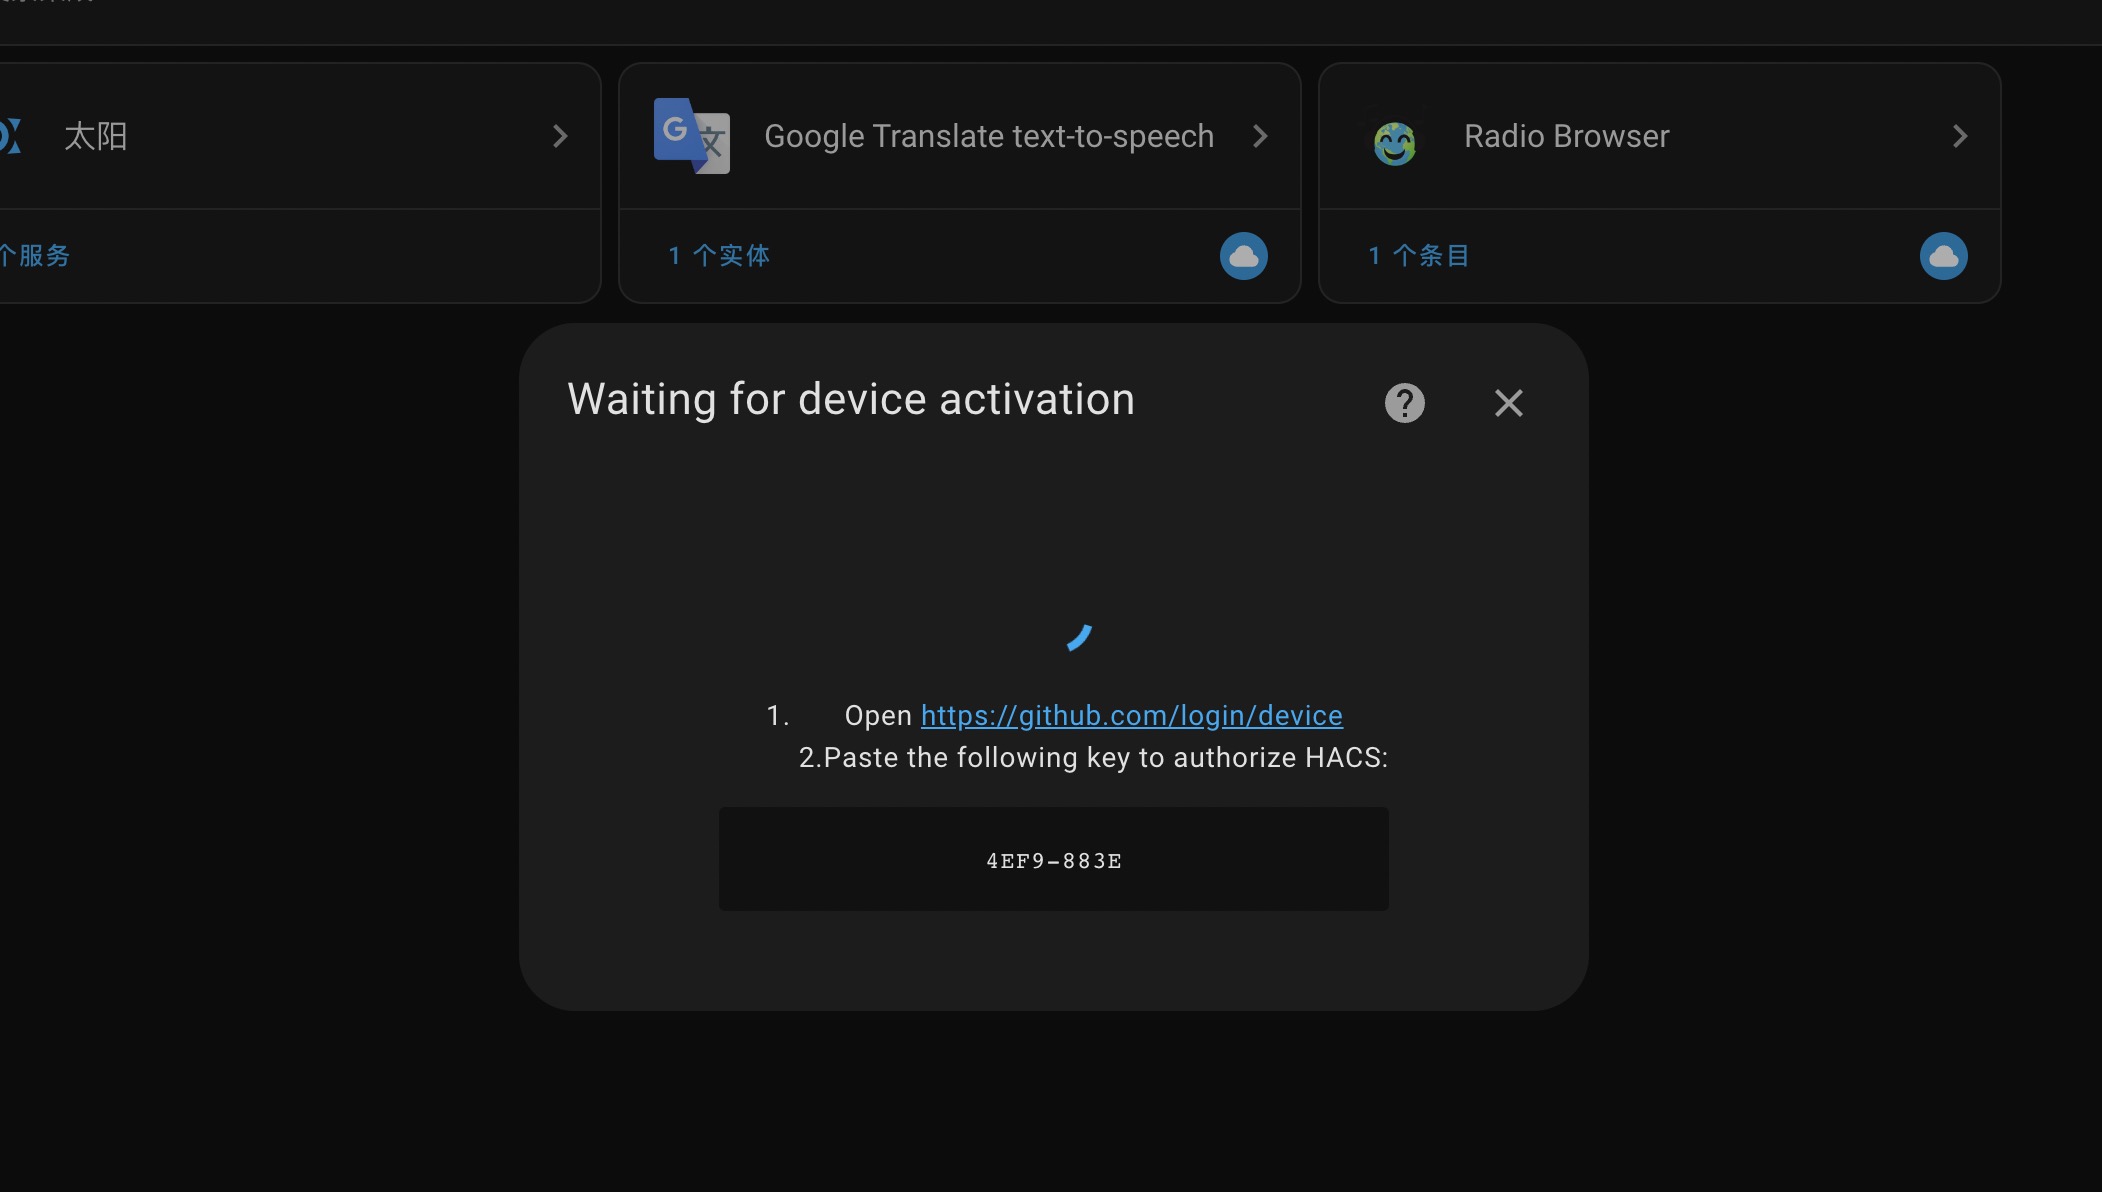 太阳
Google Translate text-to-speech
Radio Browser
个服务
1 个实体
1 个条目
Waiting for device activation
1. Open https://github.com/login/device
2.Paste the following key to authorize HACS:
4EF9-883E